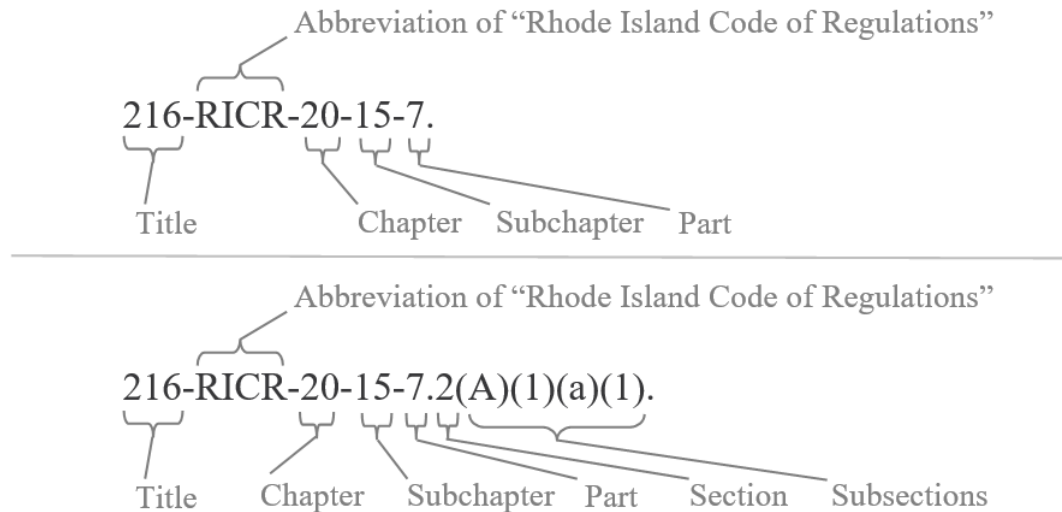 Abbreviation of “Rhode Island Code of Regulations”
216-RICR-20-15-7.
Title Chapter Subchapter Part
Abbreviation of “Rhode Island Code of Regulations”
216-RICR-20-15-7.2(A)(1)(a)(1).
Title Chapter Subchapter Part Section Subsections